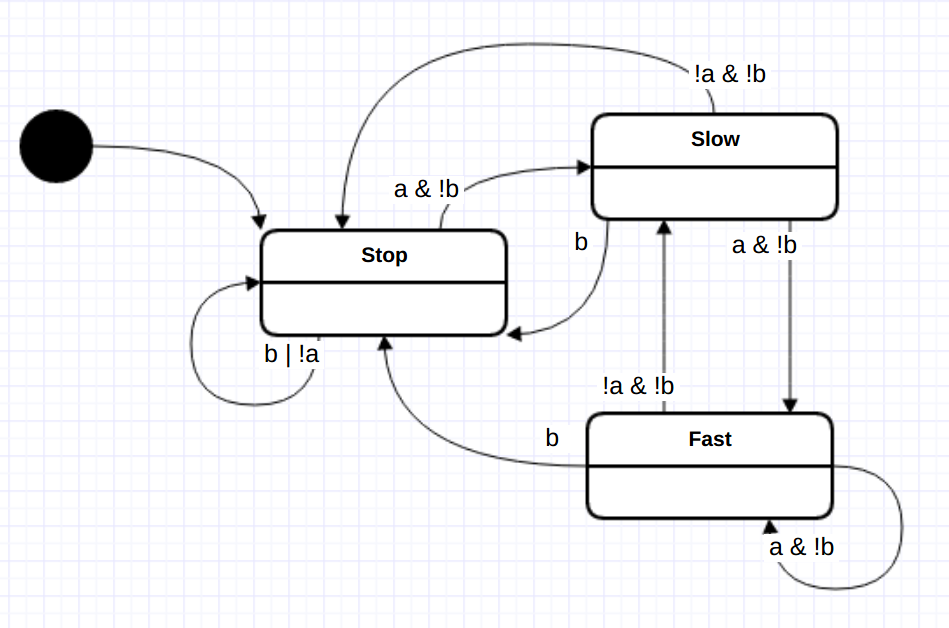 !a & !b
Slow
a & !b
b
a & !b
Stop
b | !a
!a & !b
b
Fast
a & !b